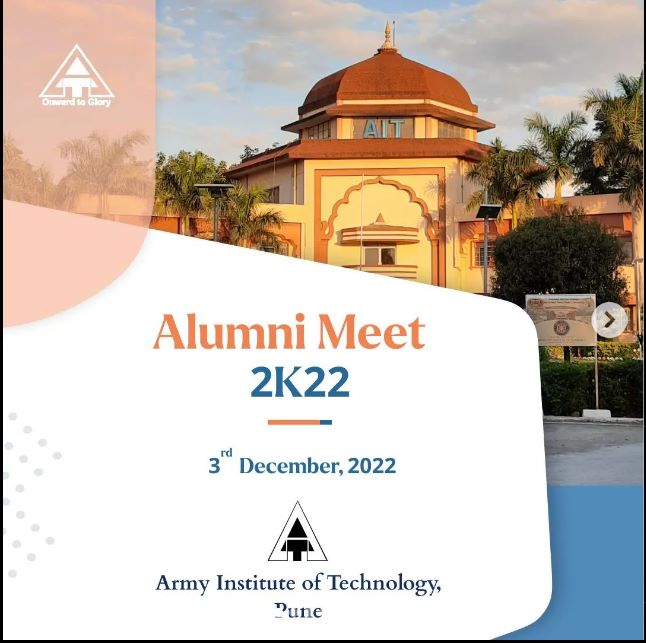 Onward to Glory
AIT
Alumni Meet
2K22
3rd December, 2022
Army Institute of Technology,
Pune